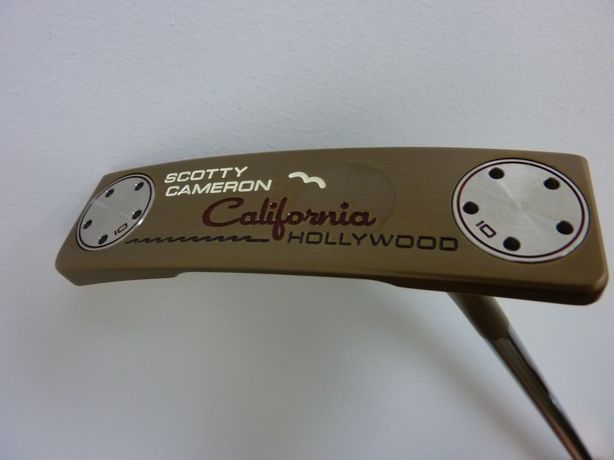 SCOTTY
CAMERON
California
HOLLYWOOD
10
10